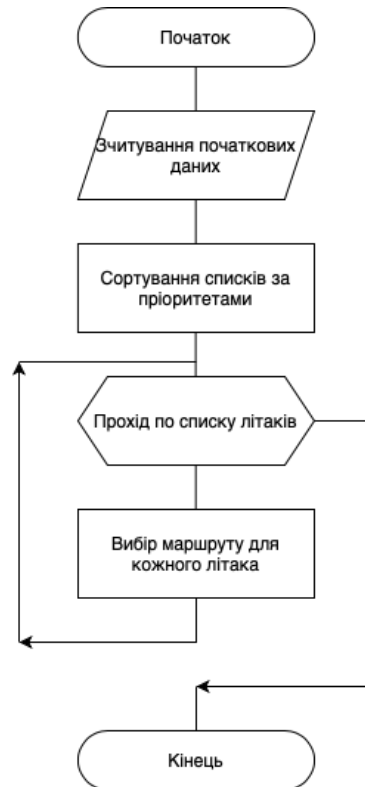 Початок
Зчитування початкових
даних
Сортування списків за
пріоритетами
Прохід по списку літаків
Вибір маршруту для
кожного літака
Кінець